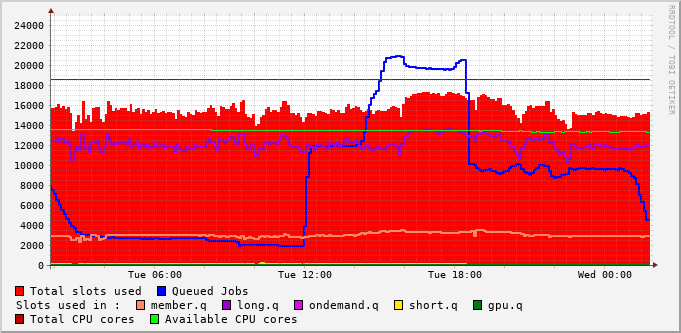 24000
22000
20000
18000
16000
14000
12000
10000
8000
6000
4000
2000
0
Tue 06:00 Tue 12:00 Tue 18:00 Wed 00:00
Total slots used Queued Jobs
Slots used in : member.q long.q ondemand.q short.q gpu.q
Total CPU cores Available CPU cores
RRDTOOL / TOBI OETIKER